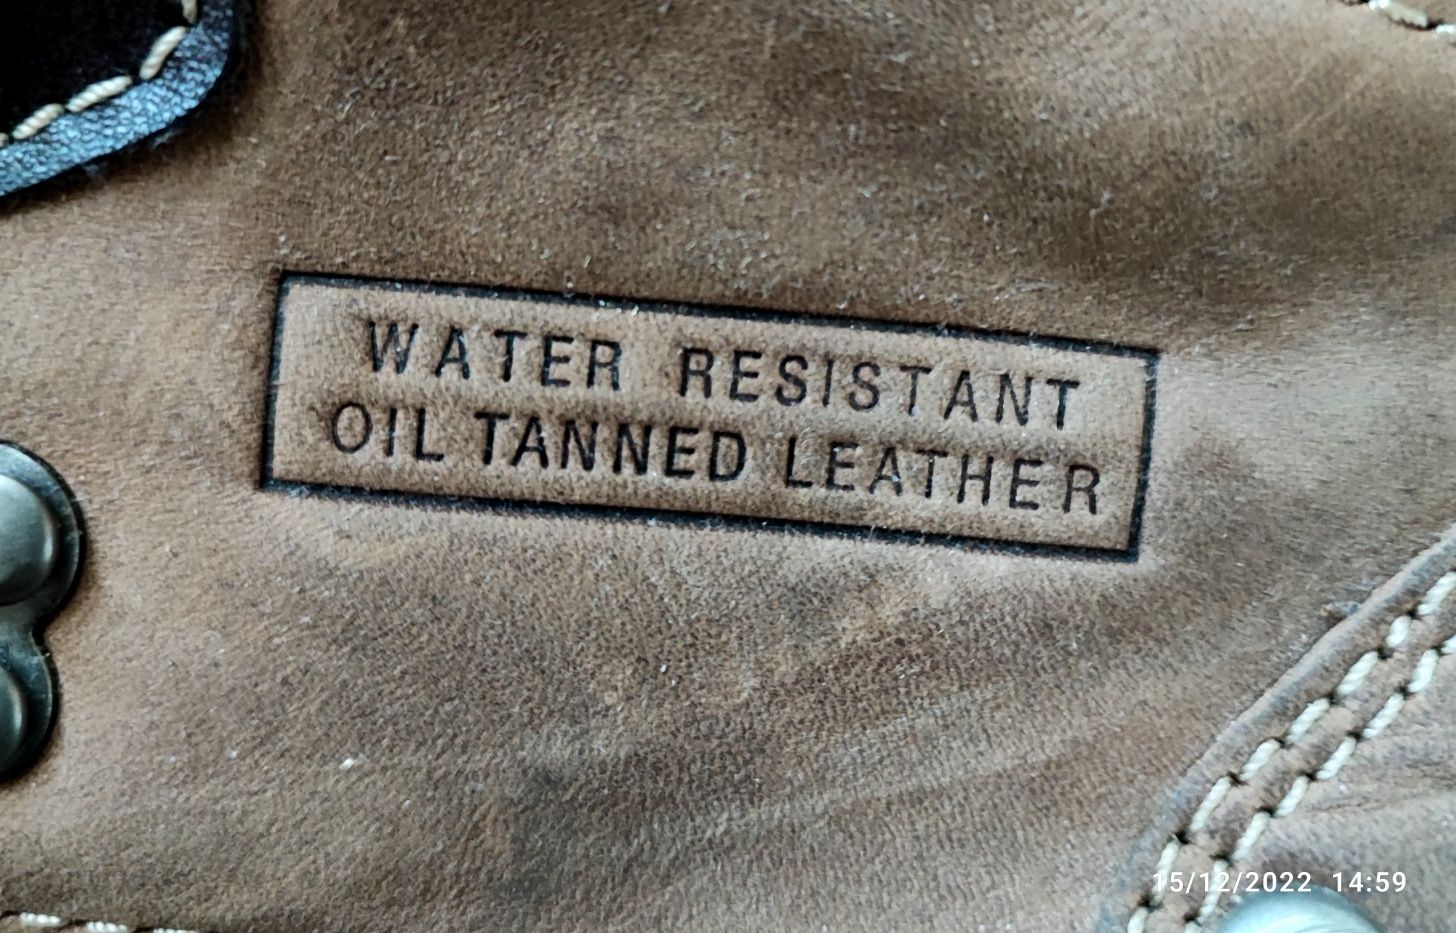 WATER RESISTANT
OIL TANNED LEATHER
15/12/2022 14:59